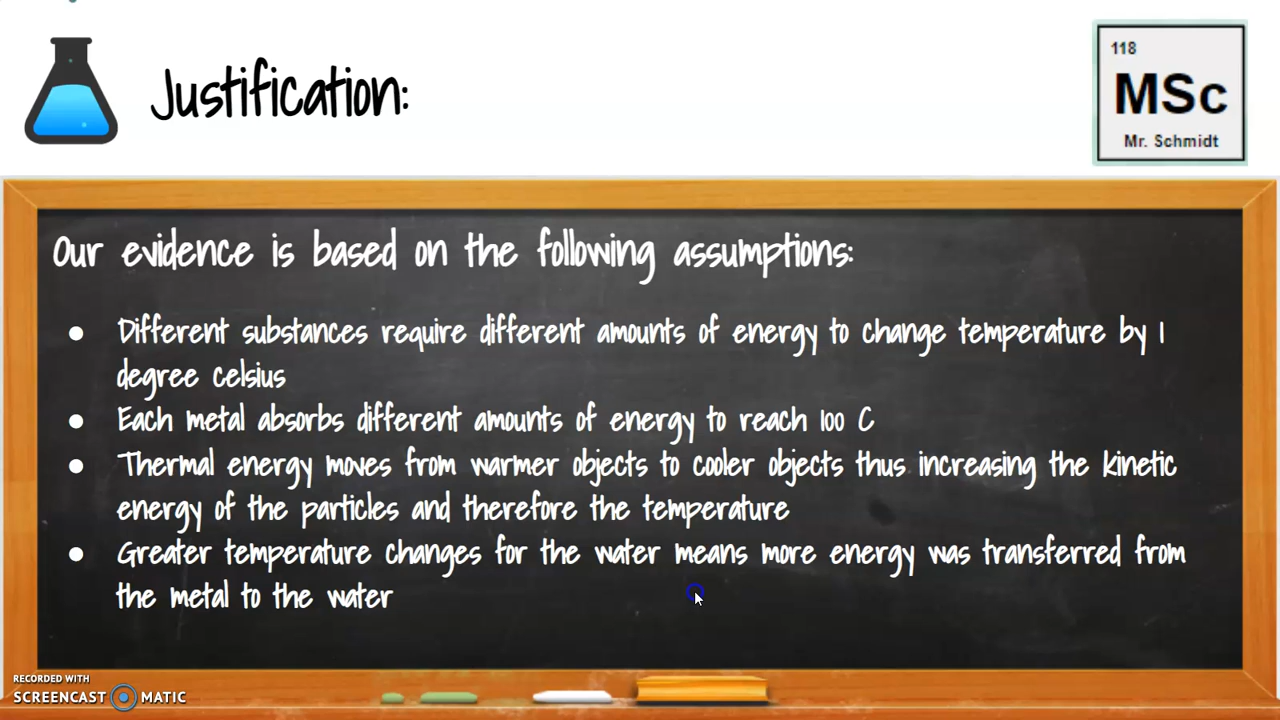 Justification:
118
MSc
Mr. Schmidt
Our evidence is based on the following assumptions:
● Different substances require different amounts of energy to change temperature by 1
degree celsius
● Each metal absorbs different amounts of energy to reach 100 C
● Thermal energy moves from warmer objects to cooler objects thus increasing the kinetic
energy of the particles and therefore the temperature
● Greater temperature changes for the water means more energy was transferred from
the metal to the water
RECORDED WITH
SCREENCAST MATIC